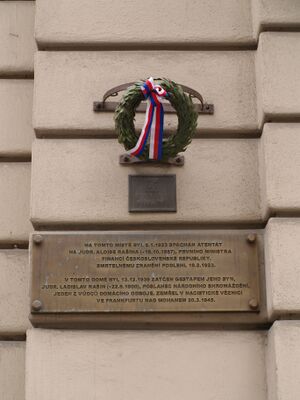 NA TOMTO MÍSTĚ BYL 5.1.1923 SPÁCHÁN ATENTÁT
NA JUDR. ALOISE RAŠÍNA (~18.10.1867), PRVNÍHO MINISTRA
FINANCÍ ČESKOSLOVENSKÉ REPUBLIKY.
SMRTELNÉMU ZRANĚNÍ PODLEHL 18.2.1923.
V TOMTO DOMĚ BYL 13.12.1939 ZATČEN GESTAPEM JEHO SYN,
JUDR. LADISLAV RAŠÍN (~22.6.1900), POSLANEC NÁRODNÍHO SHROMÁŽDĚNÍ,
JEDEN Z VŮDCŮ DOMÁCÍHO ODBOJE. ZEMŘEL V NACISTICKÉ VĚZNICI
VE FRANKFURTU NAD MOHANEM 20.3.1945.